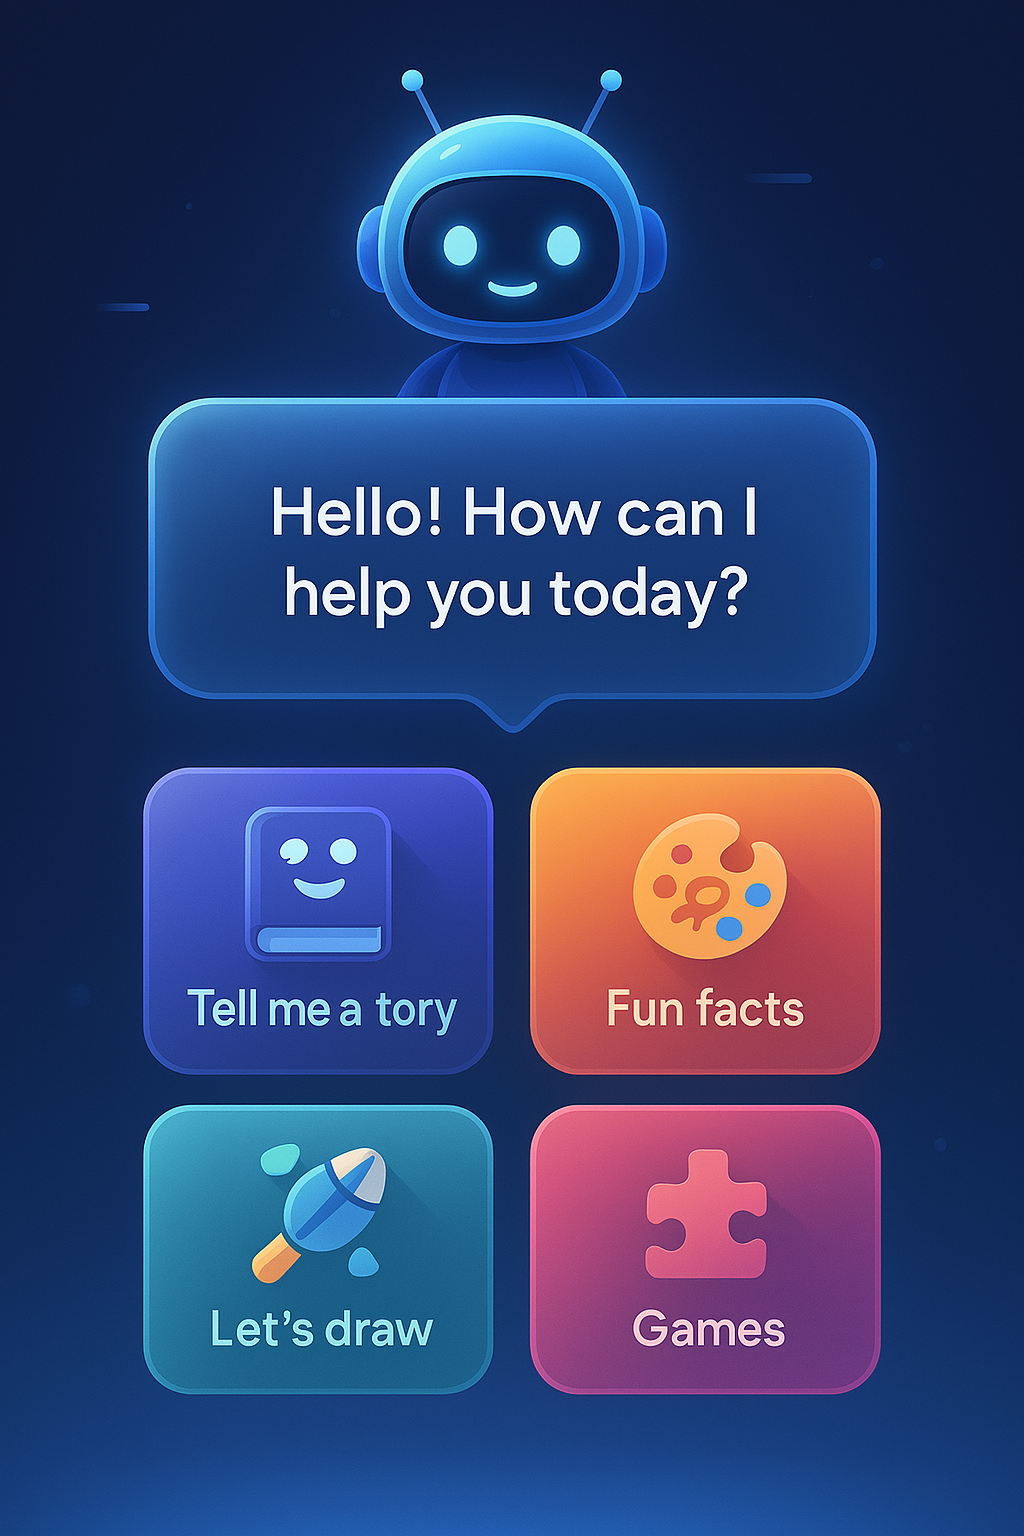 Hello! How can I
help you today?
Tell me a tory
Fun facts
Let's draw
Games